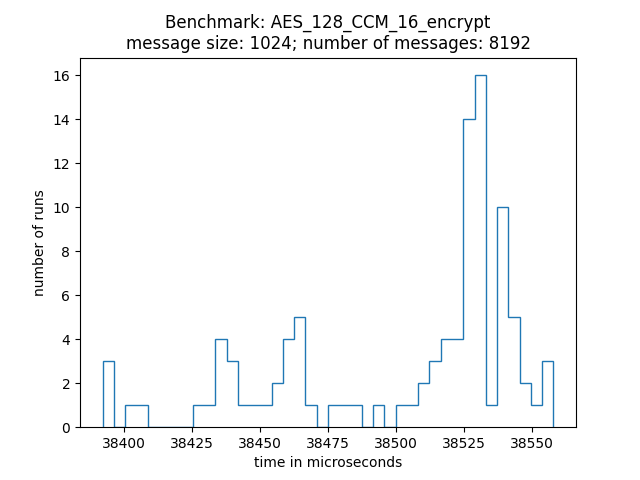 Benchmark: AES_128_CCM_16_encrypt
message size: 1024; number of messages: 8192
16
14
12
10
8
6
4
2
0
number of runs
38400 38425 38450 38475 38500 38525 38550
time in microseconds